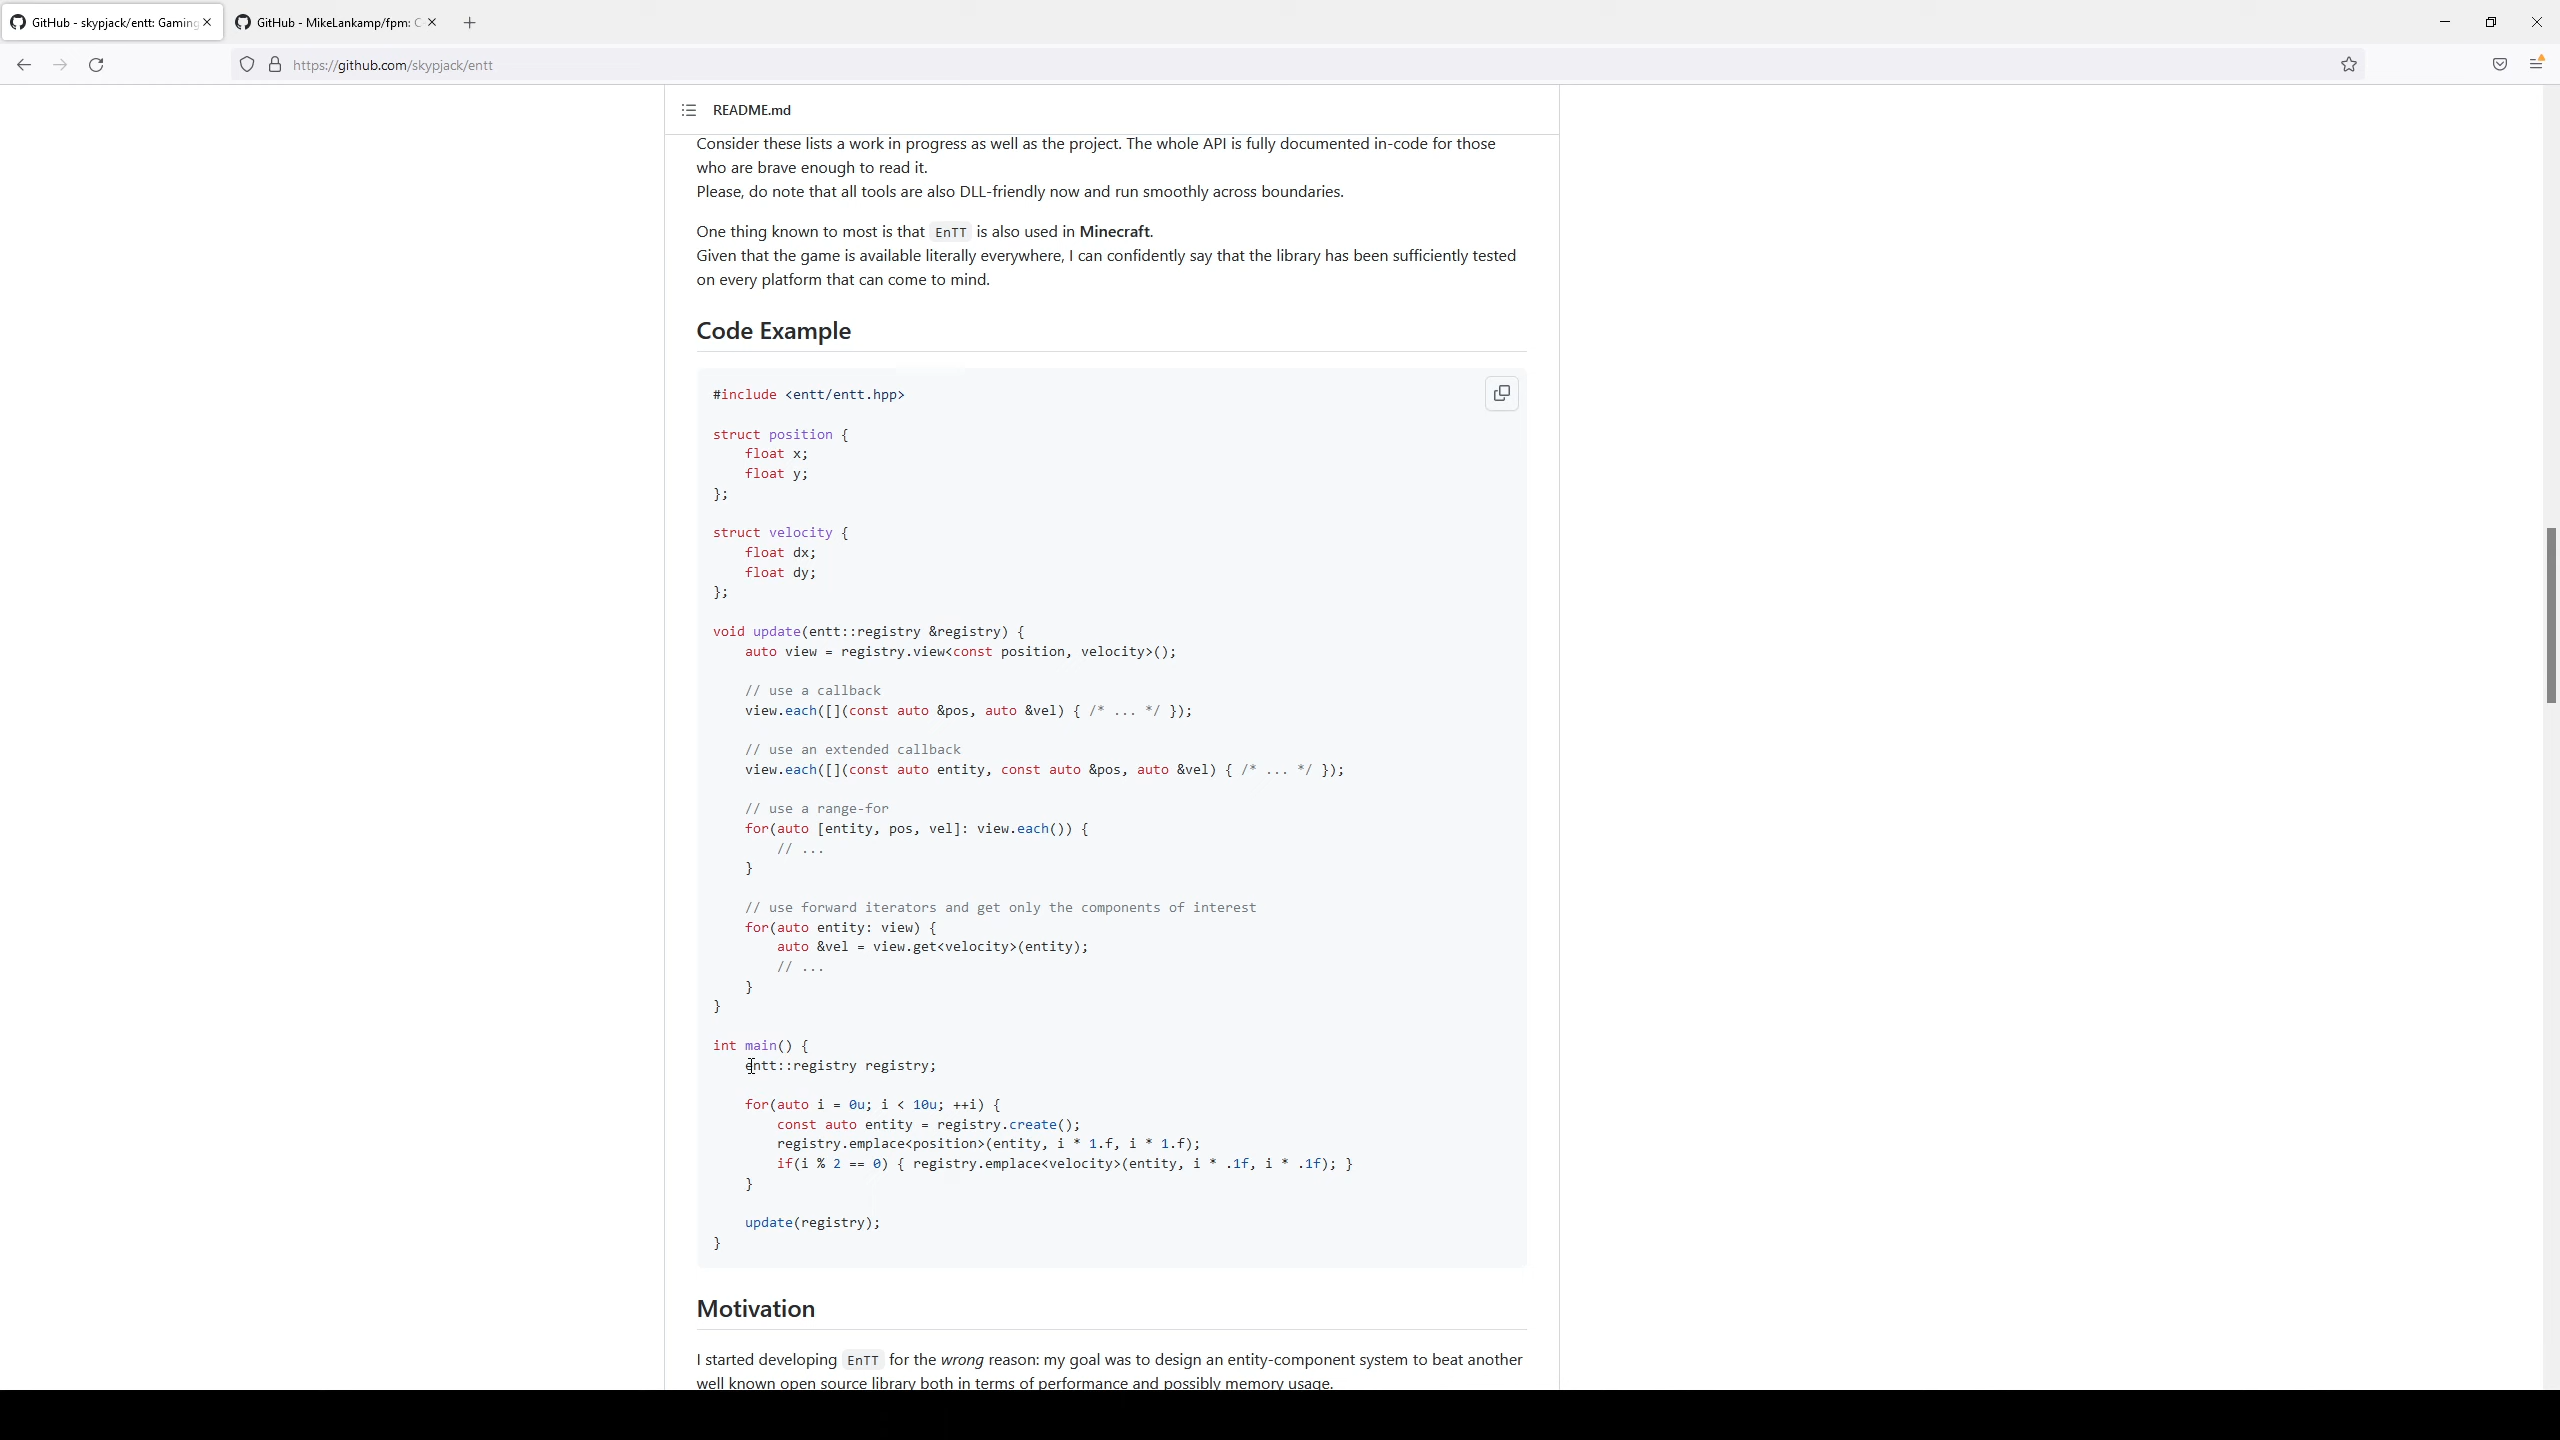 GitHub - skypjack/entt: Gaming
GitHub - MikeLankamp/fpm: C
https://github.com/skypjack/entt
README.md
Consider these lists a work in progress as well as the project. The whole API is fully documented in-code for those
who are brave enough to read it.
Please, do note that all tools are also DLL-friendly now and run smoothly across boundaries.
One thing known to most is that EnTT is also used in Minecraft.
Given that the game is available literally everywhere, I can confidently say that the library has been sufficiently tested
on every platform that can come to mind.
Code Example
#include <entt/entt.hpp>
struct position {
    float x;
    float y;
};
struct velocity {
    float dx;
    float dy;
};
void update(entt::registry &registry) {
    auto view = registry.view<const position, velocity>();
    // use a callback
    view.each([](const auto &pos, auto &vel) { /* ... */ });
    // use an extended callback
    view.each([](const auto entity, const auto &pos, auto &vel) { /* ... */ });
    // use a range-for
    for(auto [entity, pos, vel]: view.each()) {
        // ...
    }
    // use forward iterators and get only the components of interest
    for(auto entity: view) {
        auto &vel = view.get<velocity>(entity);
        // ...
    }
}
int main() {
    entt::registry registry;
    for(auto i = 0u; i < 10u; ++i) {
        const auto entity = registry.create();
        registry.emplace<position>(entity, i * 1.f, i * 1.f);
        if(i % 2 == 0) { registry.emplace<velocity>(entity, i * .1f, i * .1f); }
    }
    update(registry);
}
Motivation
I started developing EnTT for the wrong reason: my goal was to design an entity-component system to beat another
well known open source library both in terms of performance and possibly memory usage.